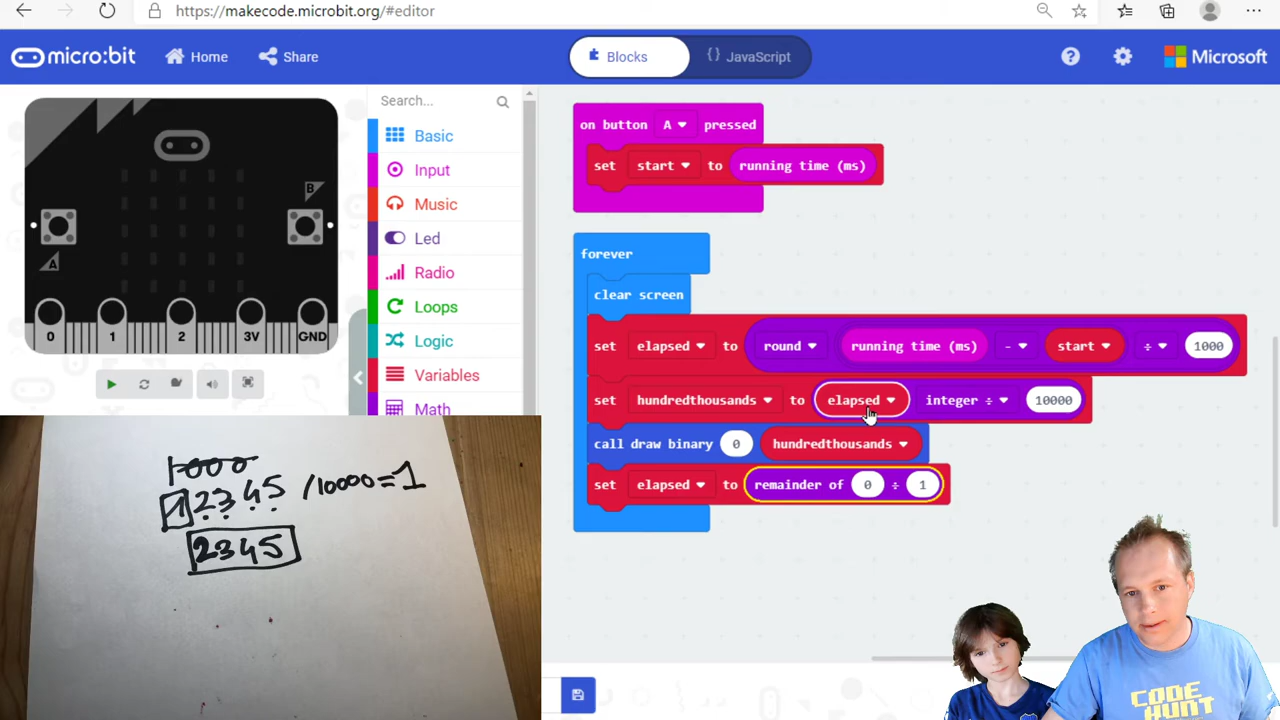 https://makecode.microbit.org/#editor
micro:bit
Home
Share
Blocks
{} JavaScript
?
Microsoft
Search...
Basic
Input
Music
Led
Radio
Loops
Logic
Variables
Math
A
B
0
1
2
3V
GND
on button A pressed
set start to running time (ms)
forever
clear screen
set elapsed to round running time (ms) - start ÷ 1000
set hundredthousands to elapsed integer ÷ 10000
call draw binary 0 hundredthousands
set elapsed to remainder of 0 ÷ 1
1000
12345 /10000=1
2345
CODE
HUNT